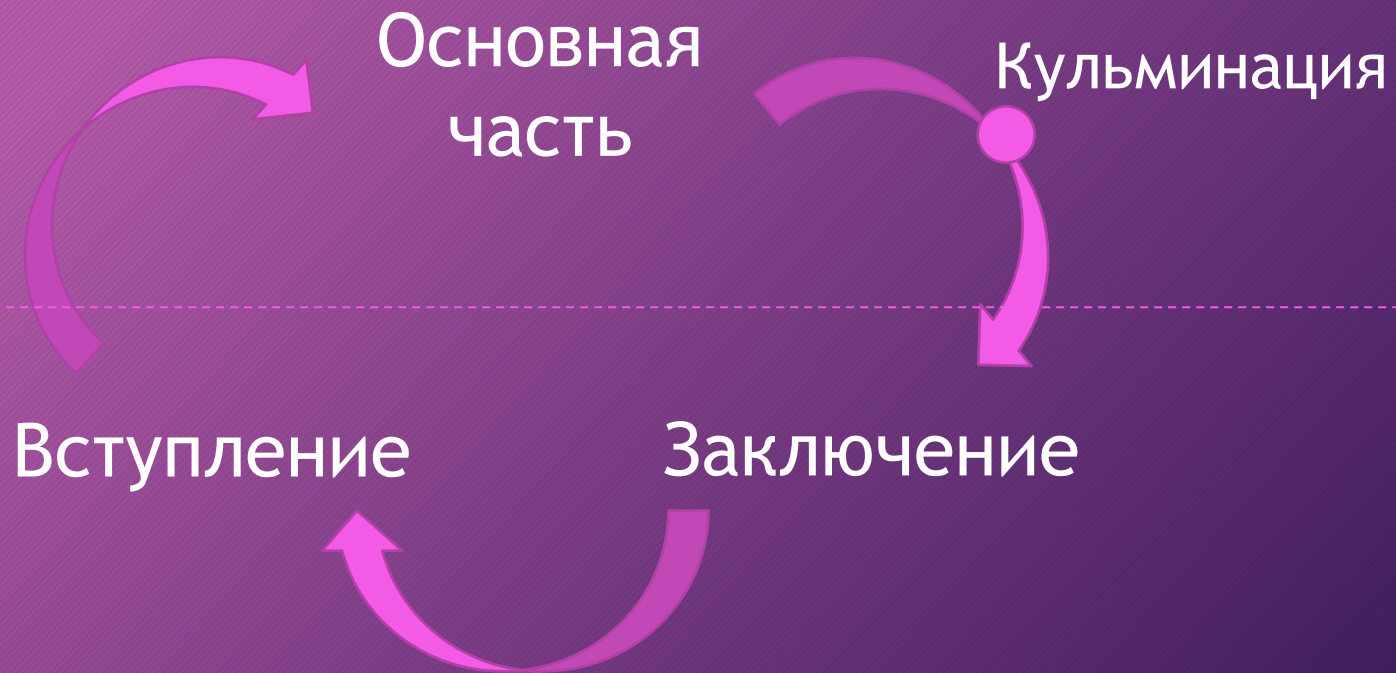 Основная
часть
Кульминация
Вступление
Заключение